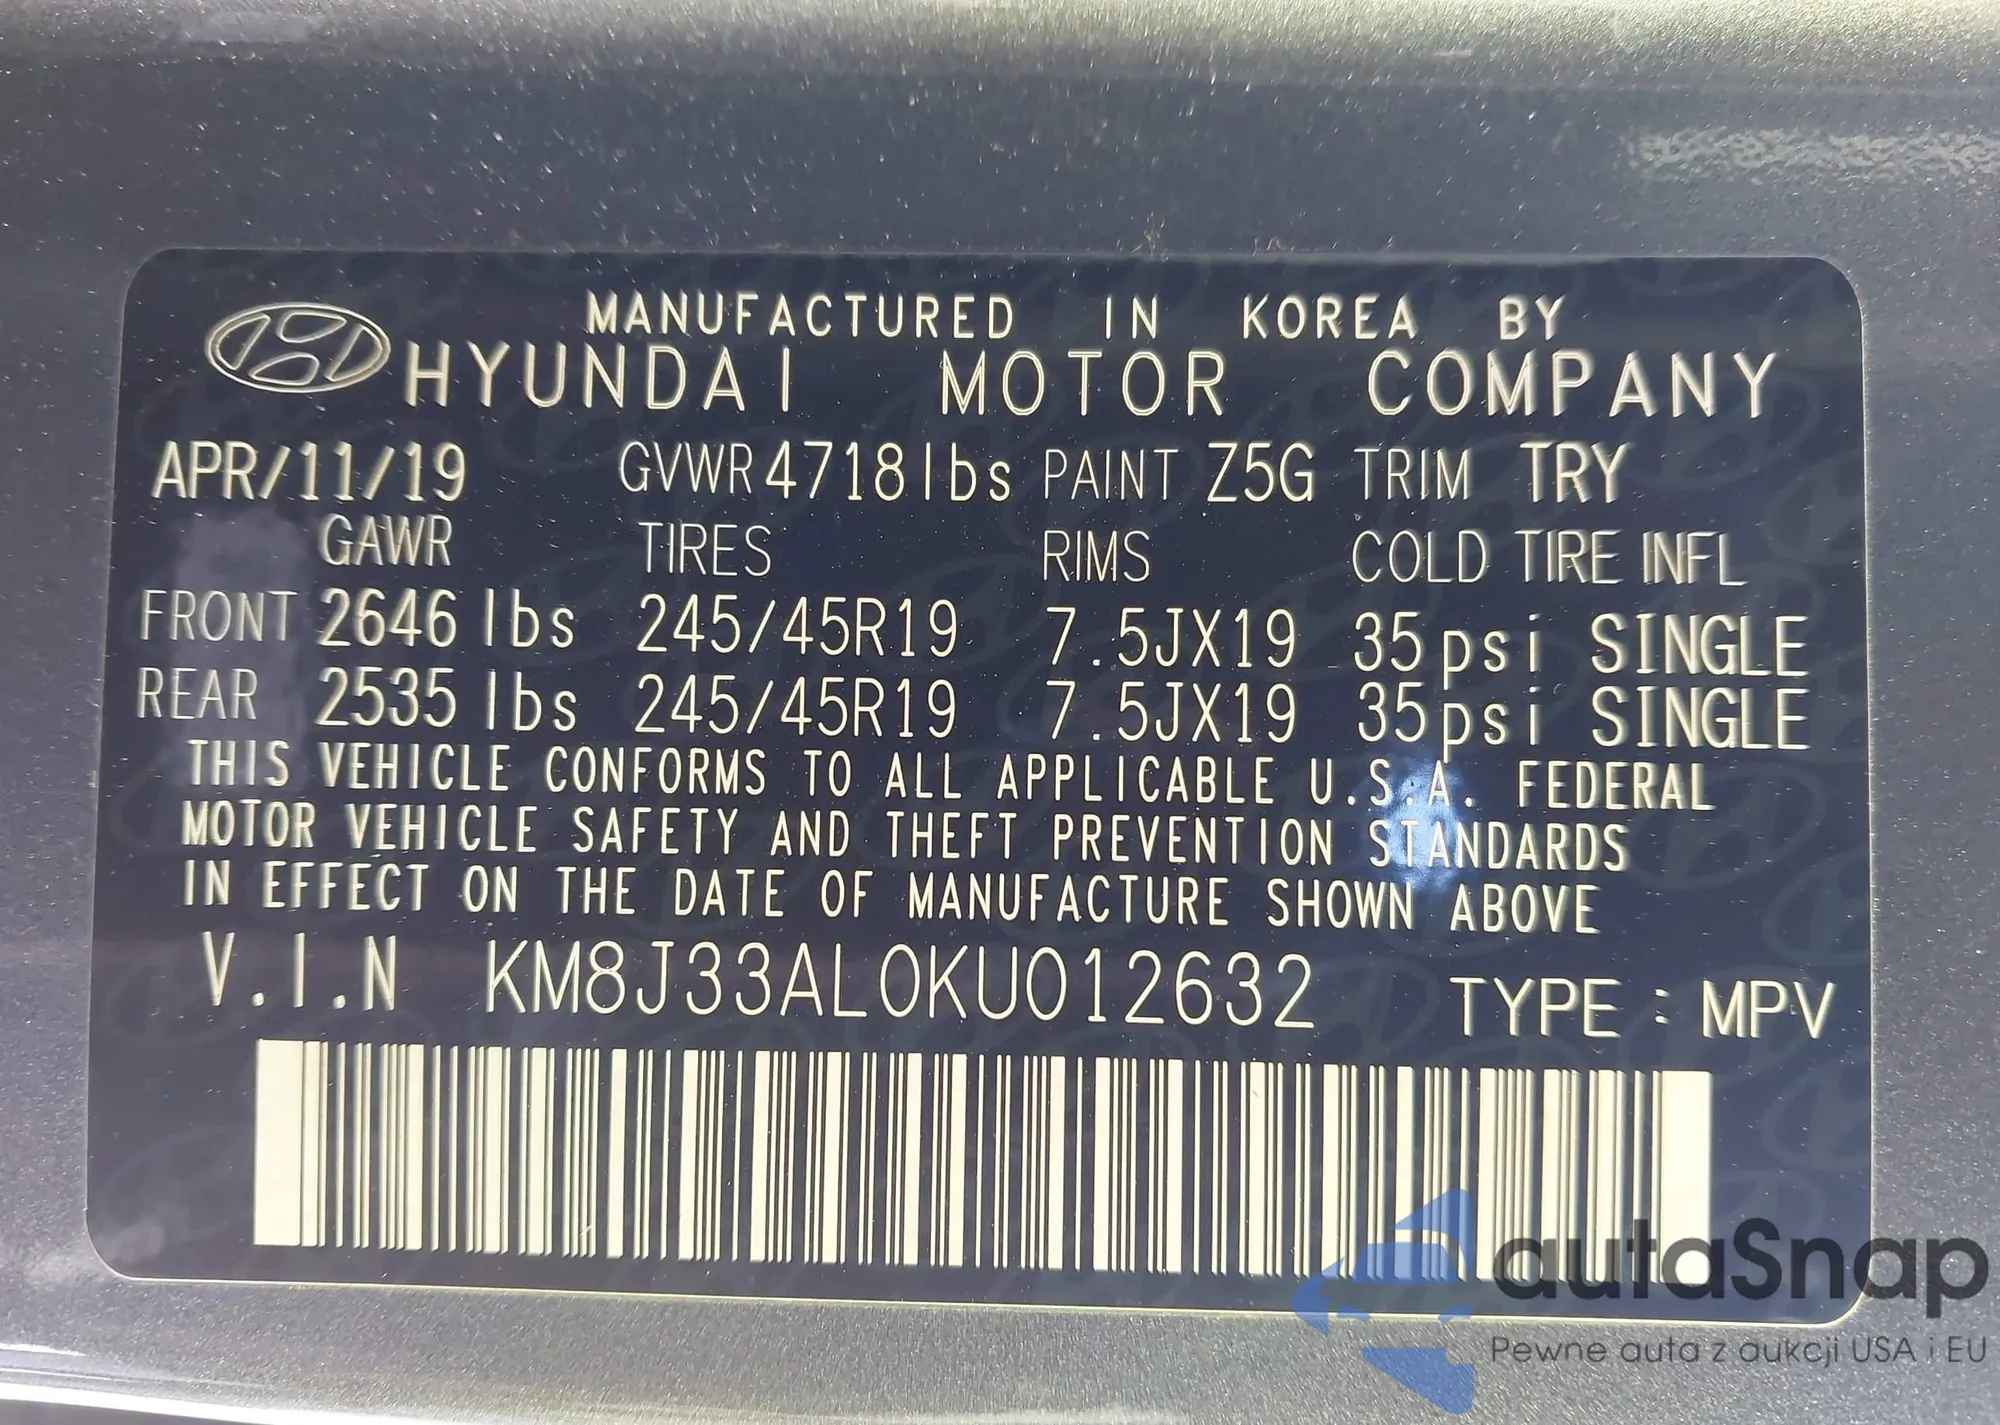 MANUFACTURED IN KOREA BY
HYUNDAI MOTOR COMPANY
APR/11/19 GVWR 4718lbs PAINT Z5G TRIM TRY
GAWR TIRES RIMS COLD TIRE INFL
FRONT 2646 lbs 245/45R19 7.5JX19 35psi SINGLE
REAR 2535 lbs 245/45R19 7.5JX19 35psi SINGLE
THIS VEHICLE CONFORMS TO ALL APPLICABLE U.S.A. FEDERAL
MOTOR VEHICLE SAFETY AND THEFT PREVENTION STANDARDS
IN EFFECT ON THE DATE OF MANUFACTURE SHOWN ABOVE
V.I.N KM8J33AL0KU012632 TYPE : MPV
autaSnap
Pewne auta z aukcji USA i EU